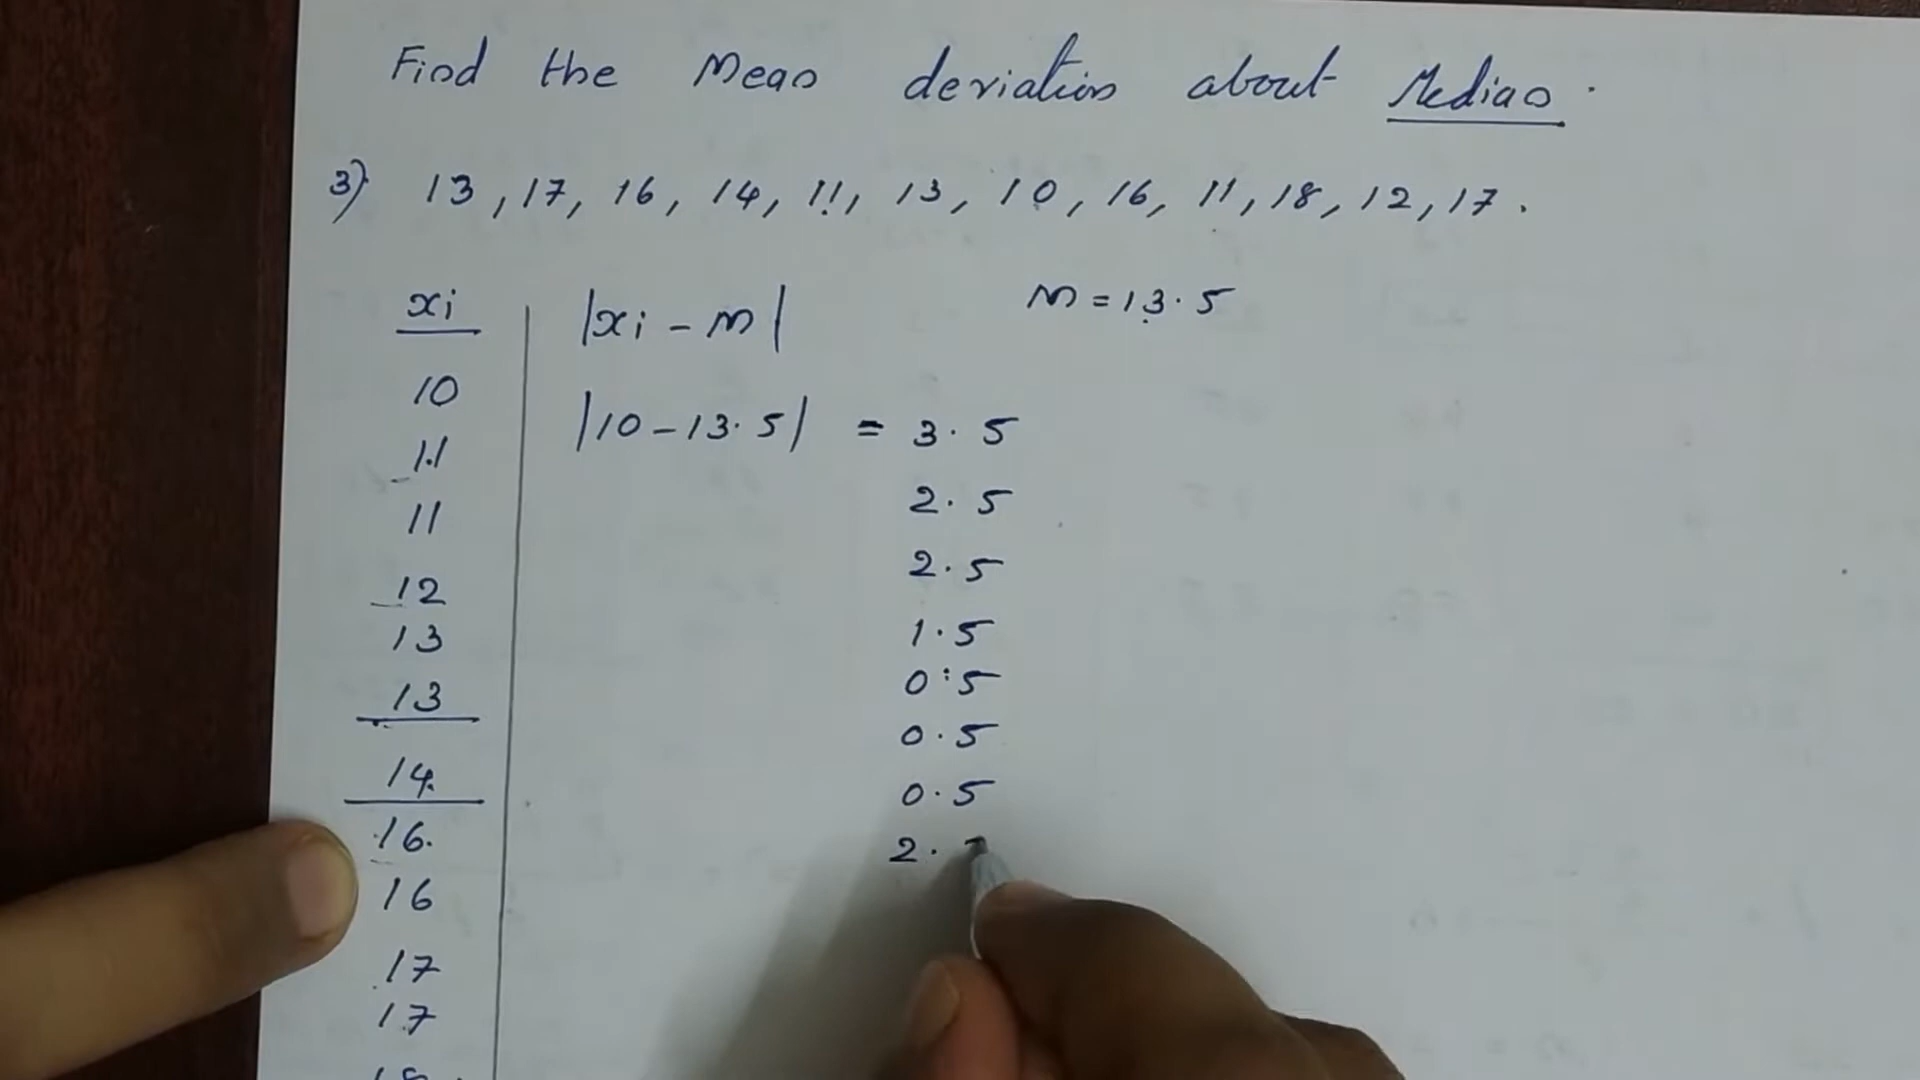 Find the Mean deviation about Median.
3) 13, 17, 16, 14, 11, 13, 10, 16, 11, 18, 12, 17.
xi |xi - M| M = 13.5
10 |10 - 13.5| = 3.5
11 2.5
11 2.5
12 1.5
13 0.5
13 0.5
14 0.5
16 2.
16
17
17